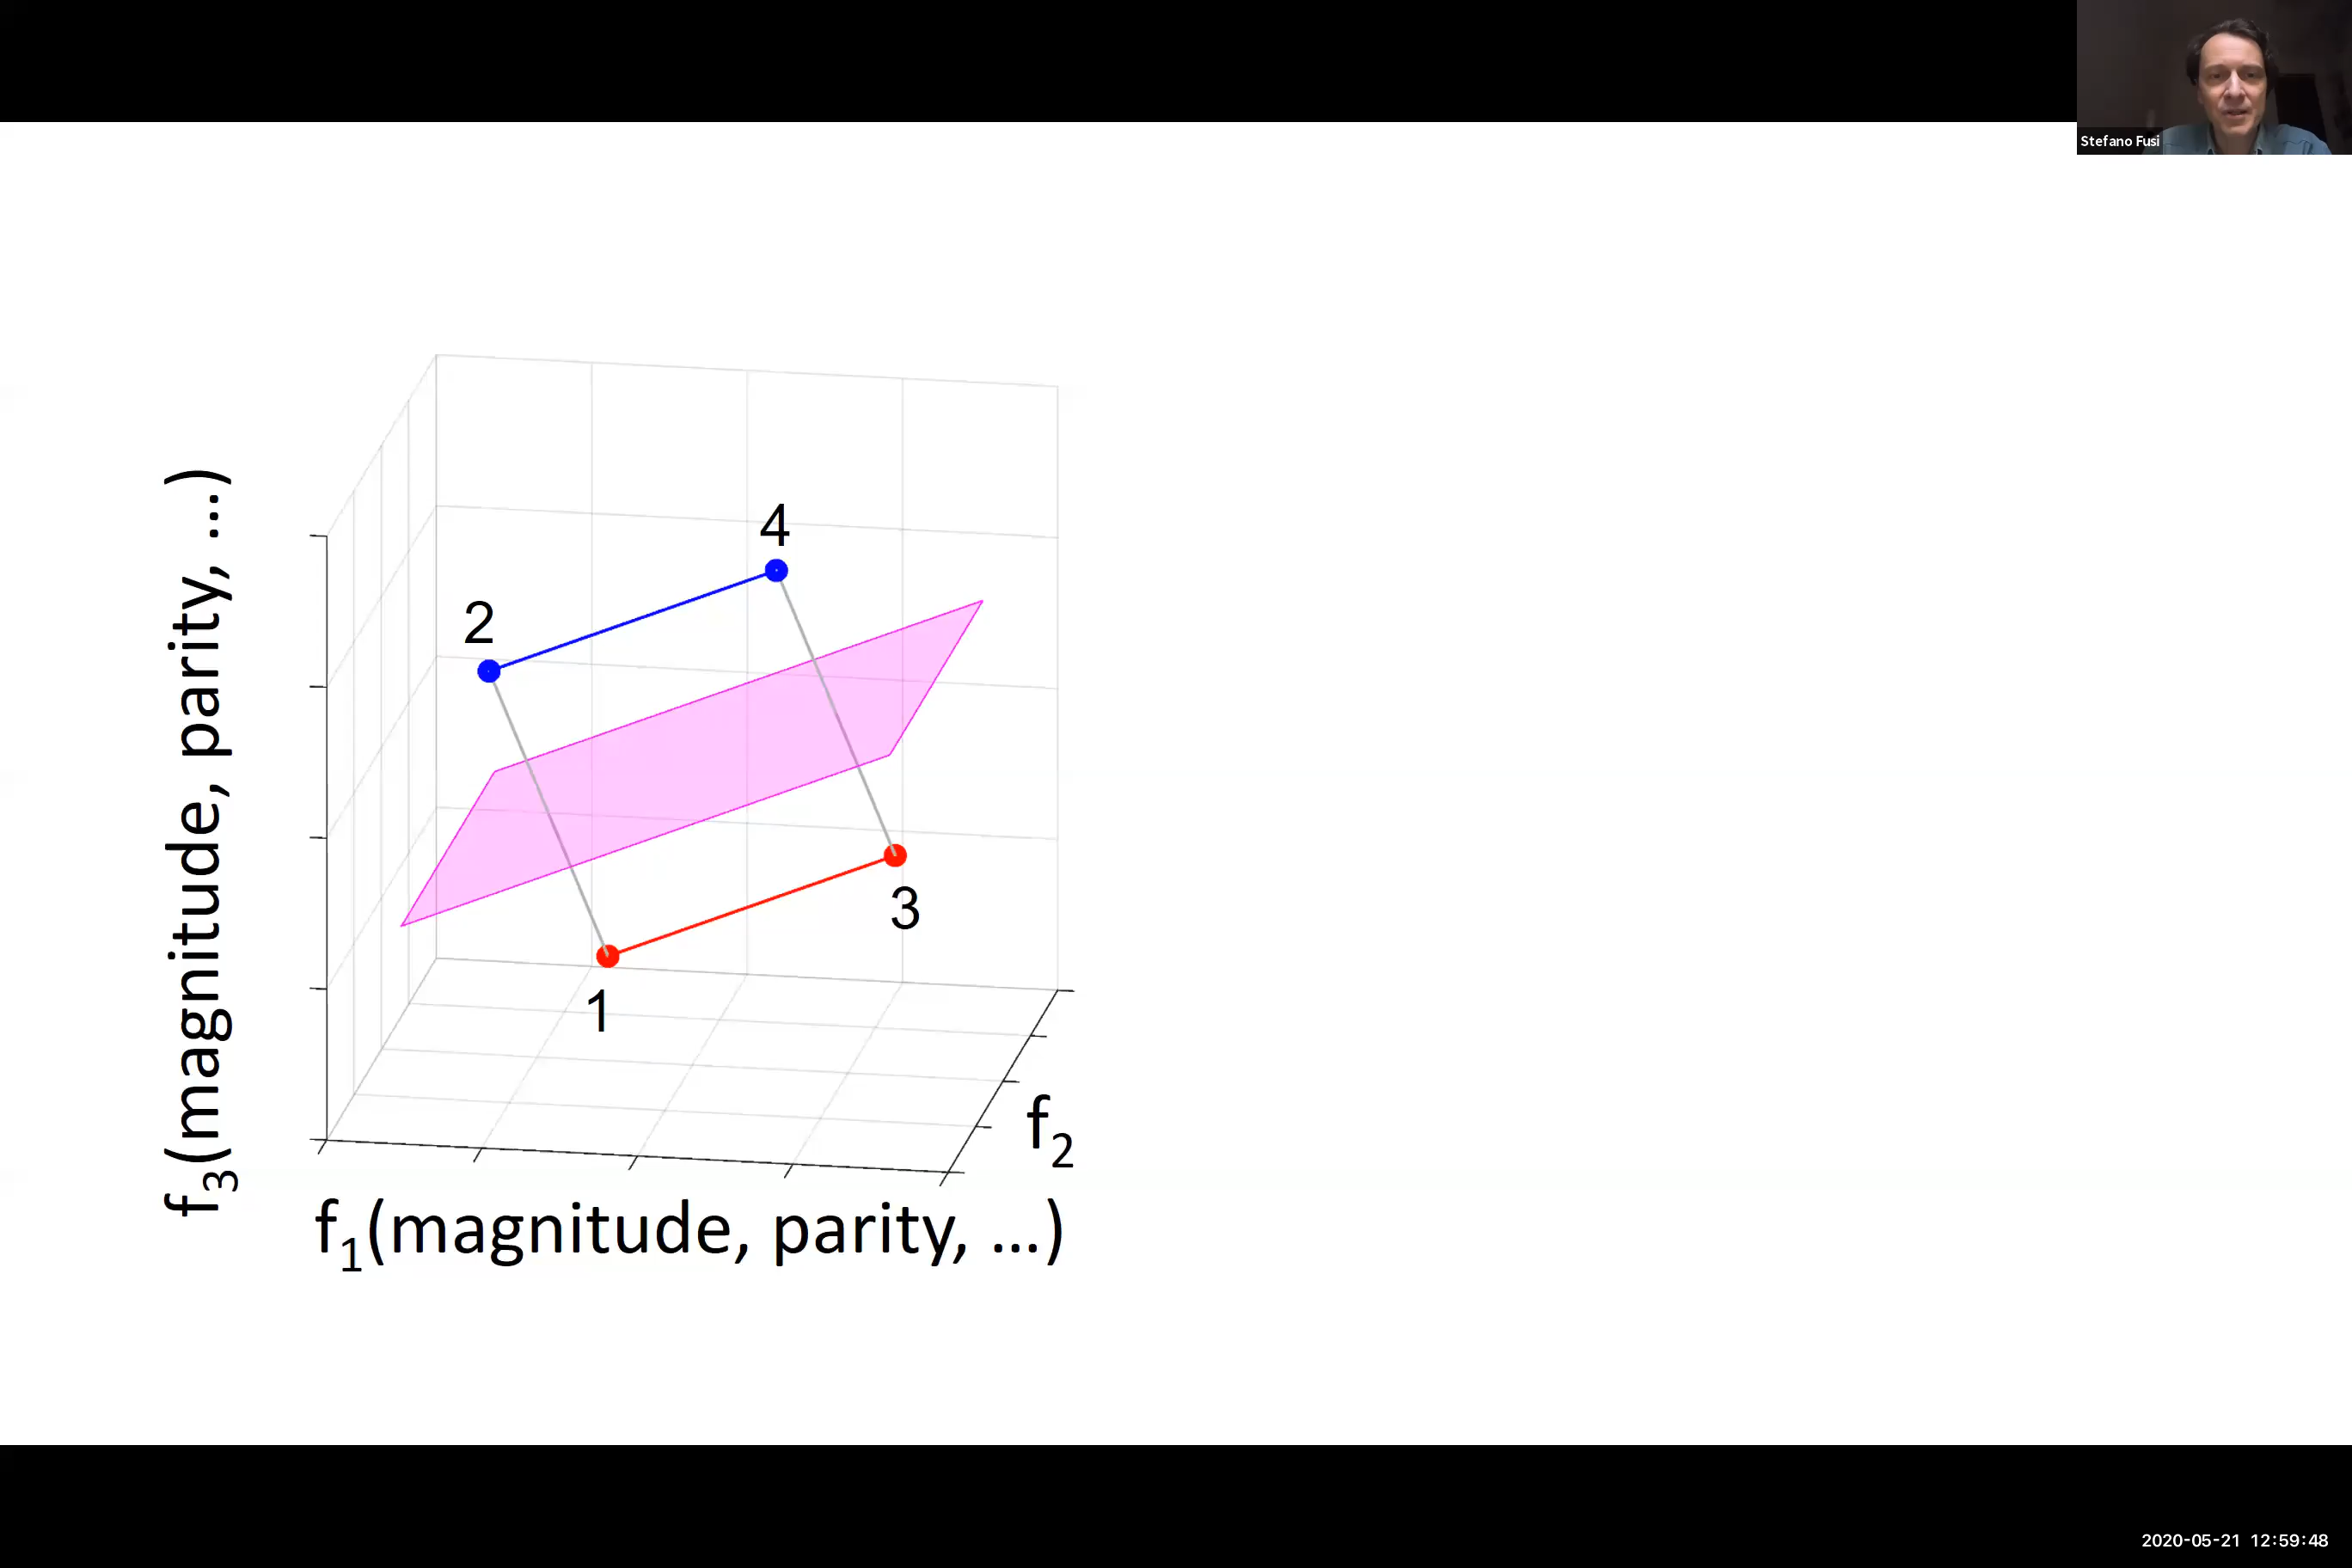 Stefano Fusi
4
2
3
1
f3(magnitude, parity, ...)
f2
f1(magnitude, parity, ...)
2020-05-21 12:59:48